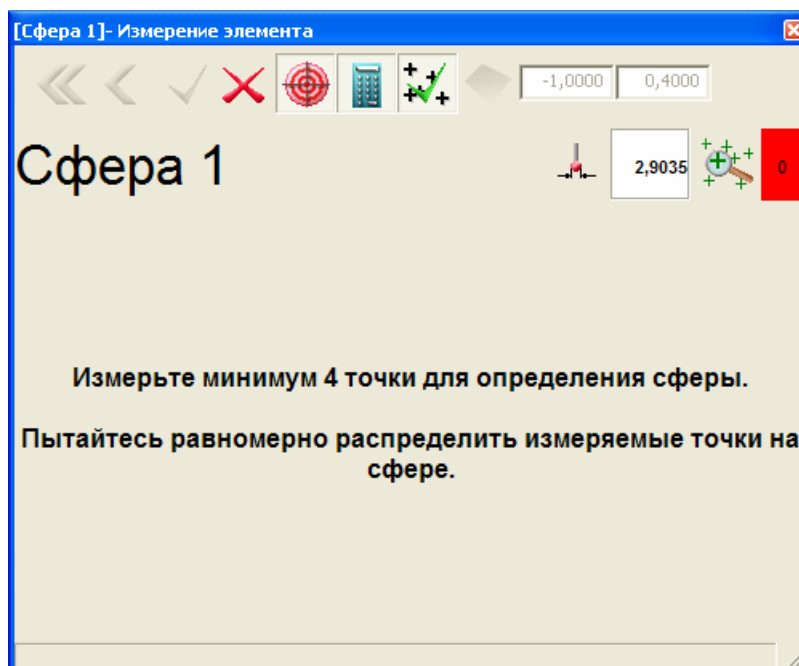 [Сфера 1]- Измерение элемента
-1,0000 0,4000
Сфера 1 2,9035 0
Измерьте минимум 4 точки для определения сферы.
Пытайтесь равномерно распределить измеряемые точки на
сфере.